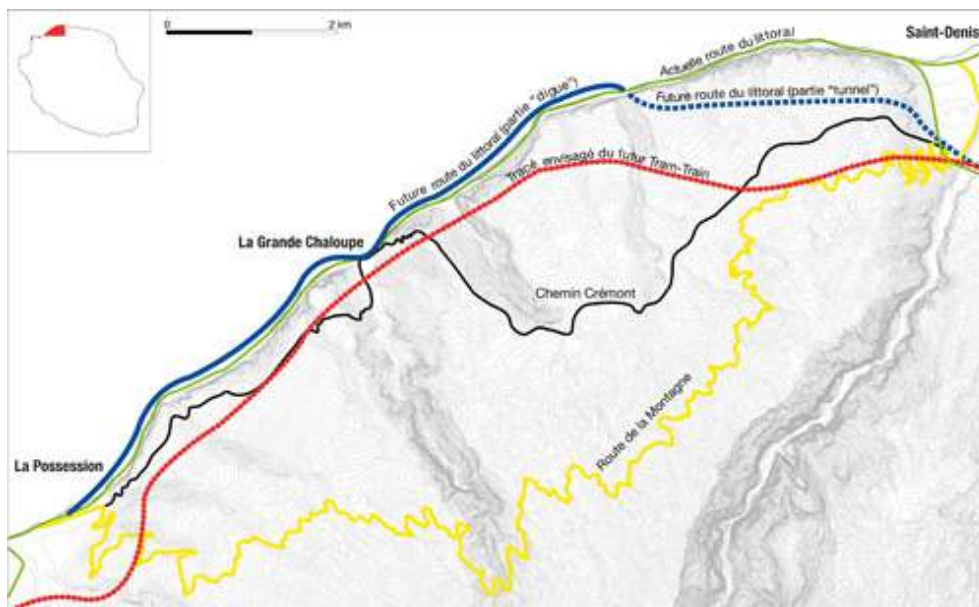 0 2 km
Saint-Denis
Actuelle route du littoral
Future route du littoral (partie "tunnel")
Future route du littoral (partie "digue")
Tracé envisagé du futur Tram-Train
La Grande Chaloupe
Chemin Crémont
Route de la Montagne
La Possession